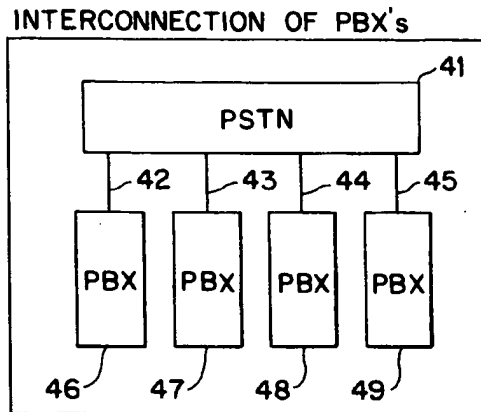 INTERCONNECTION OF PBX's
41
PSTN
42 43 44 45
PBX PBX PBX PBX
46 47 48 49